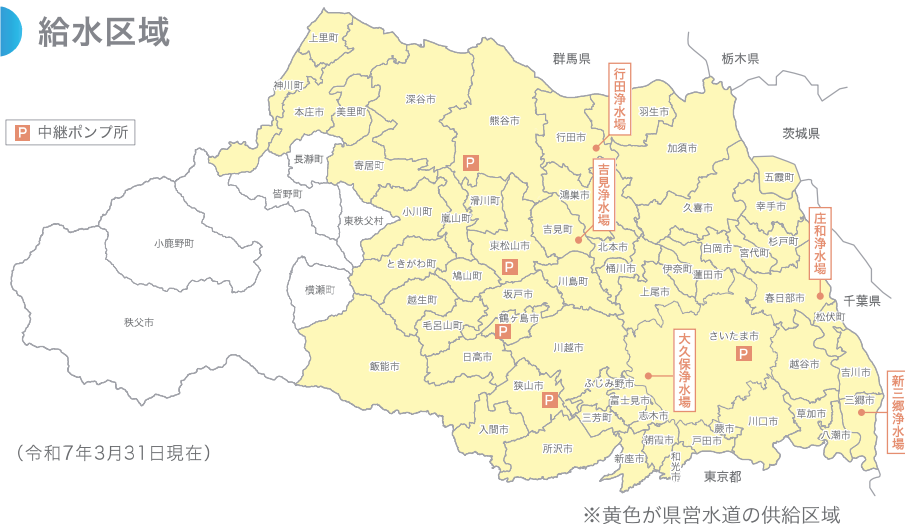 給水区域
P 中継ポンプ所
群馬県
栃木県
茨城県
千葉県
東京都
行田浄水場
吉見浄水場
庄和浄水場
大久保浄水場
新三郷浄水場
上里町
神川町
本庄市
美里町
深谷市
熊谷市
行田市
羽生市
加須市
長瀞町
寄居町
皆野町
東秩父村
小川町
嵐山町
滑川町
鴻巣市
吉見町
久喜市
五霞町
幸手市
小鹿野町
東松山市
北本市
白岡市
宮代町
杉戸町
ときがわ町
鳩山町
桶川市
伊奈町
蓮田市
横瀬町
川島町
上尾市
春日部市
越生町
坂戸市
秩父市
毛呂山町
鶴ヶ島市
松伏町
さいたま市
日高市
川越市
飯能市
越谷市
吉川市
狭山市
ふじみ野市
富士見市
三郷市
三芳町
志木市
草加市
川口市
入間市
蕨市
八潮市
朝霞市
戸田市
所沢市
新座市
和光市
P
P
P
P
P
（令和7年3月31日現在）
※黄色が県営水道の供給区域